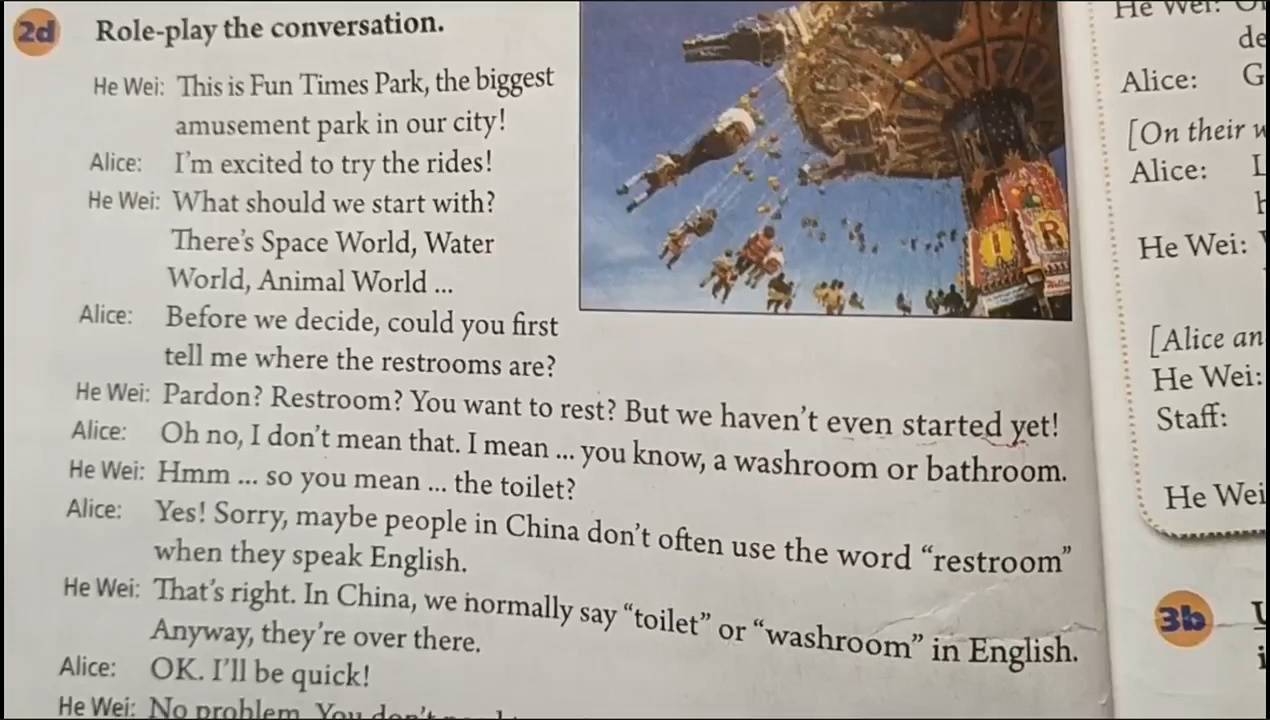 2d Role-play the conversation.
He Wei: This is Fun Times Park, the biggest
amusement park in our city!
Alice: I'm excited to try the rides!
He Wei: What should we start with?
There's Space World, Water
World, Animal World ...
Alice: Before we decide, could you first
tell me where the restrooms are?
He Wei: Pardon? Restroom? You want to rest? But we haven't even started yet!
Alice: Oh no, I don't mean that. I mean ... you know, a washroom or bathroom.
He Wei: Hmm ... so you mean ... the toilet?
Alice: Yes! Sorry, maybe people in China don't often use the word “restroom”
when they speak English.
He Wei: That's right. In China, we normally say “toilet” or “washroom” in English.
Anyway, they're over there.
Alice: OK. I'll be quick!
He Wei: No problem. You don't
R
He Wei:
de
Alice: G
[On their
Alice:
He Wei:
[Alice an
He Wei:
Staff:
He Wei
3b